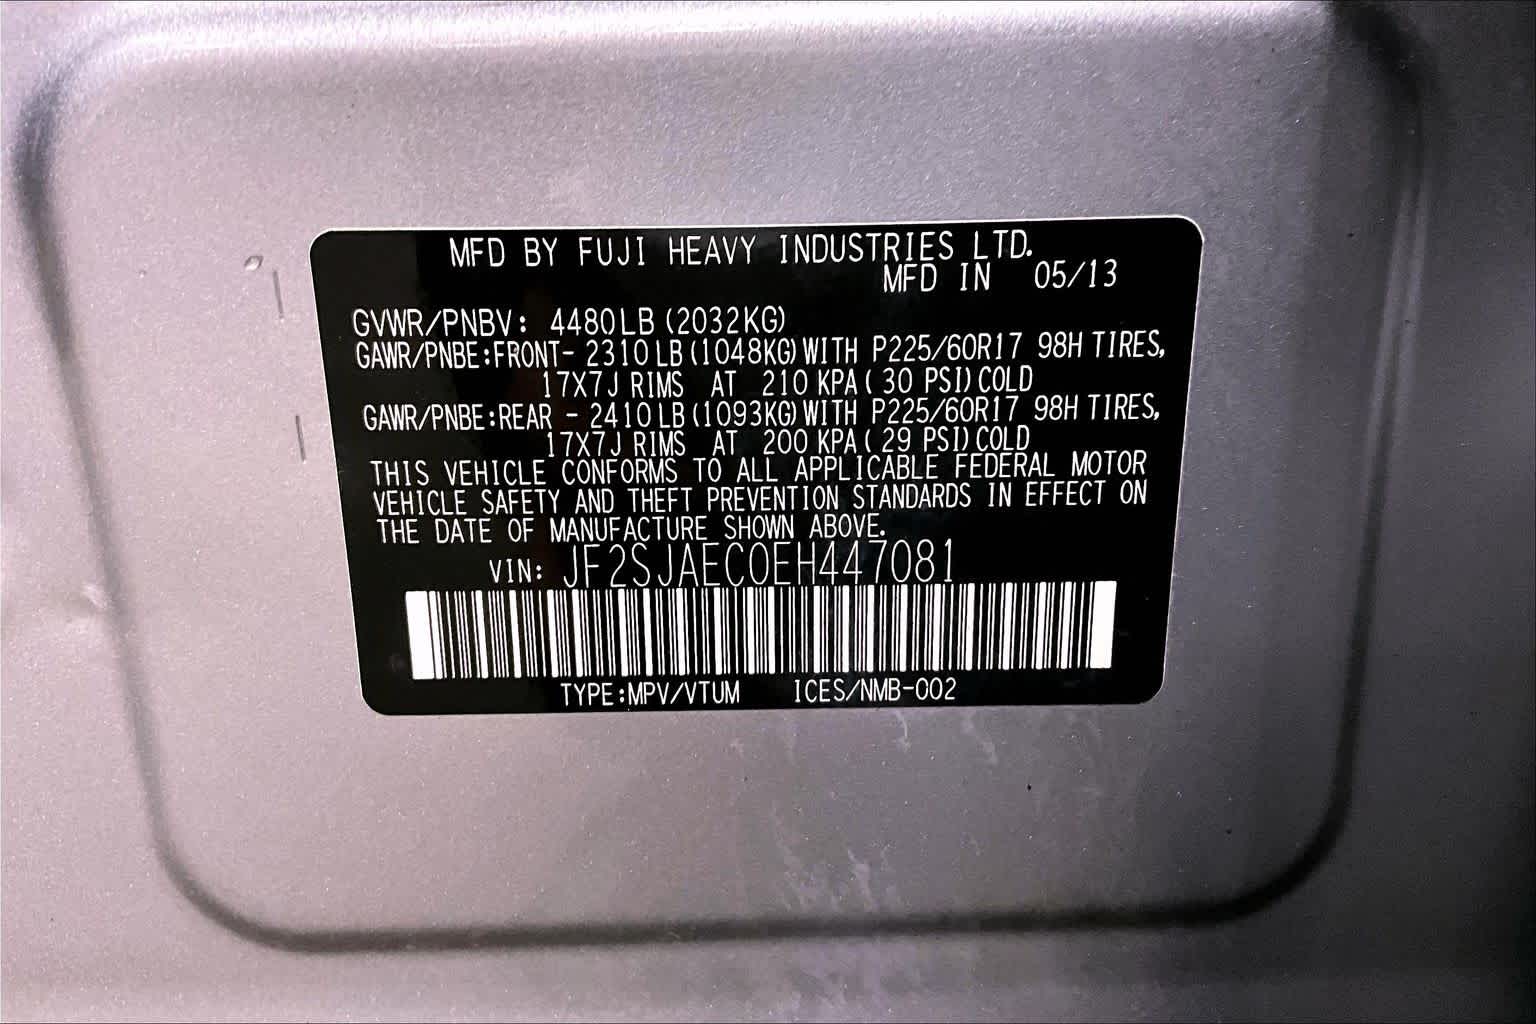 MFD BY FUJI HEAVY INDUSTRIES LTD.
MFD IN 05/13
GVWR/PNBV: 4480LB (2032KG)
GAWR/PNBE:FRONT- 2310LB (1048KG) WITH P225/60R17 98H TIRES,
17X7J RIMS AT 210 KPA ( 30 PSI) COLD
GAWR/PNBE:REAR - 2410LB (1093KG) WITH P225/60R17 98H TIRES,
17X7J RIMS AT 200 KPA ( 29 PSI) COLD
THIS VEHICLE CONFORMS TO ALL APPLICABLE FEDERAL MOTOR
VEHICLE SAFETY AND THEFT PREVENTION STANDARDS IN EFFECT ON
THE DATE OF MANUFACTURE SHOWN ABOVE.
VIN: JF2SJAEC0EH447081
TYPE:MPV/VTUM ICES/NMB-002